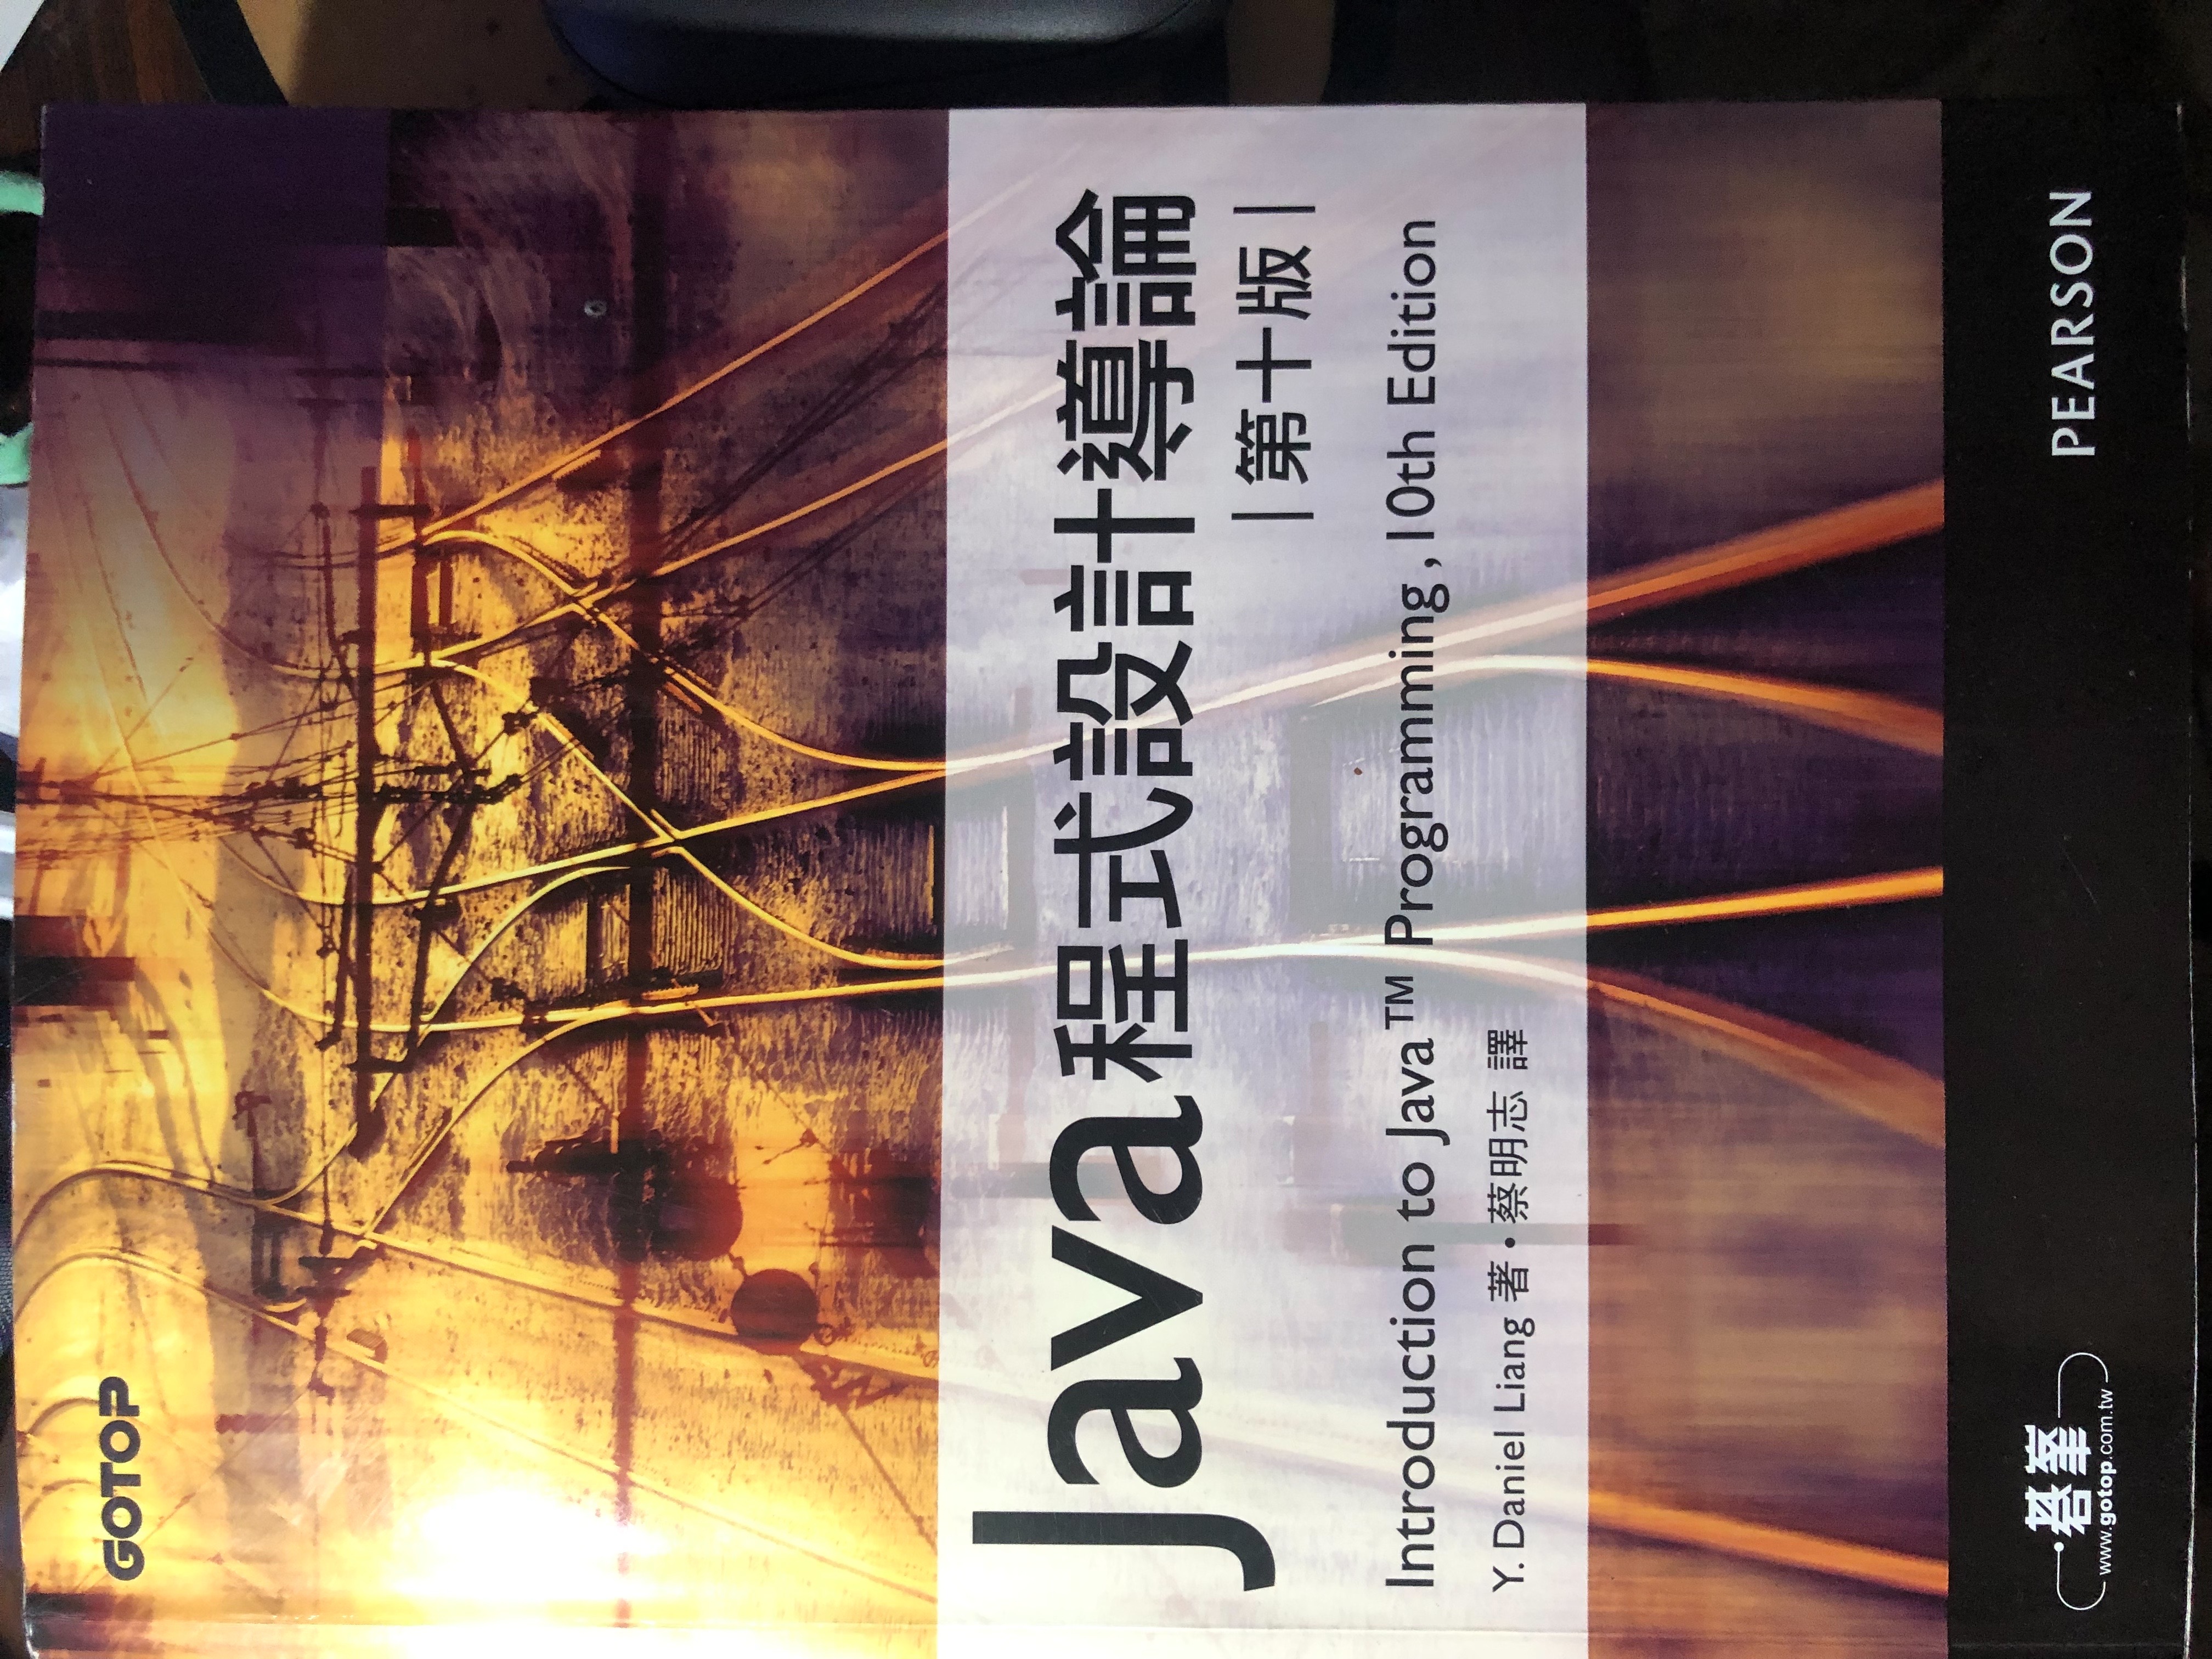 GOTOP
Java程式設計導論
|第十版|
Introduction to Java™ Programming, 10th Edition
Y. Daniel Liang 著·蔡明志 譯
碁峯
www.gotop.com.tw
PEARSON